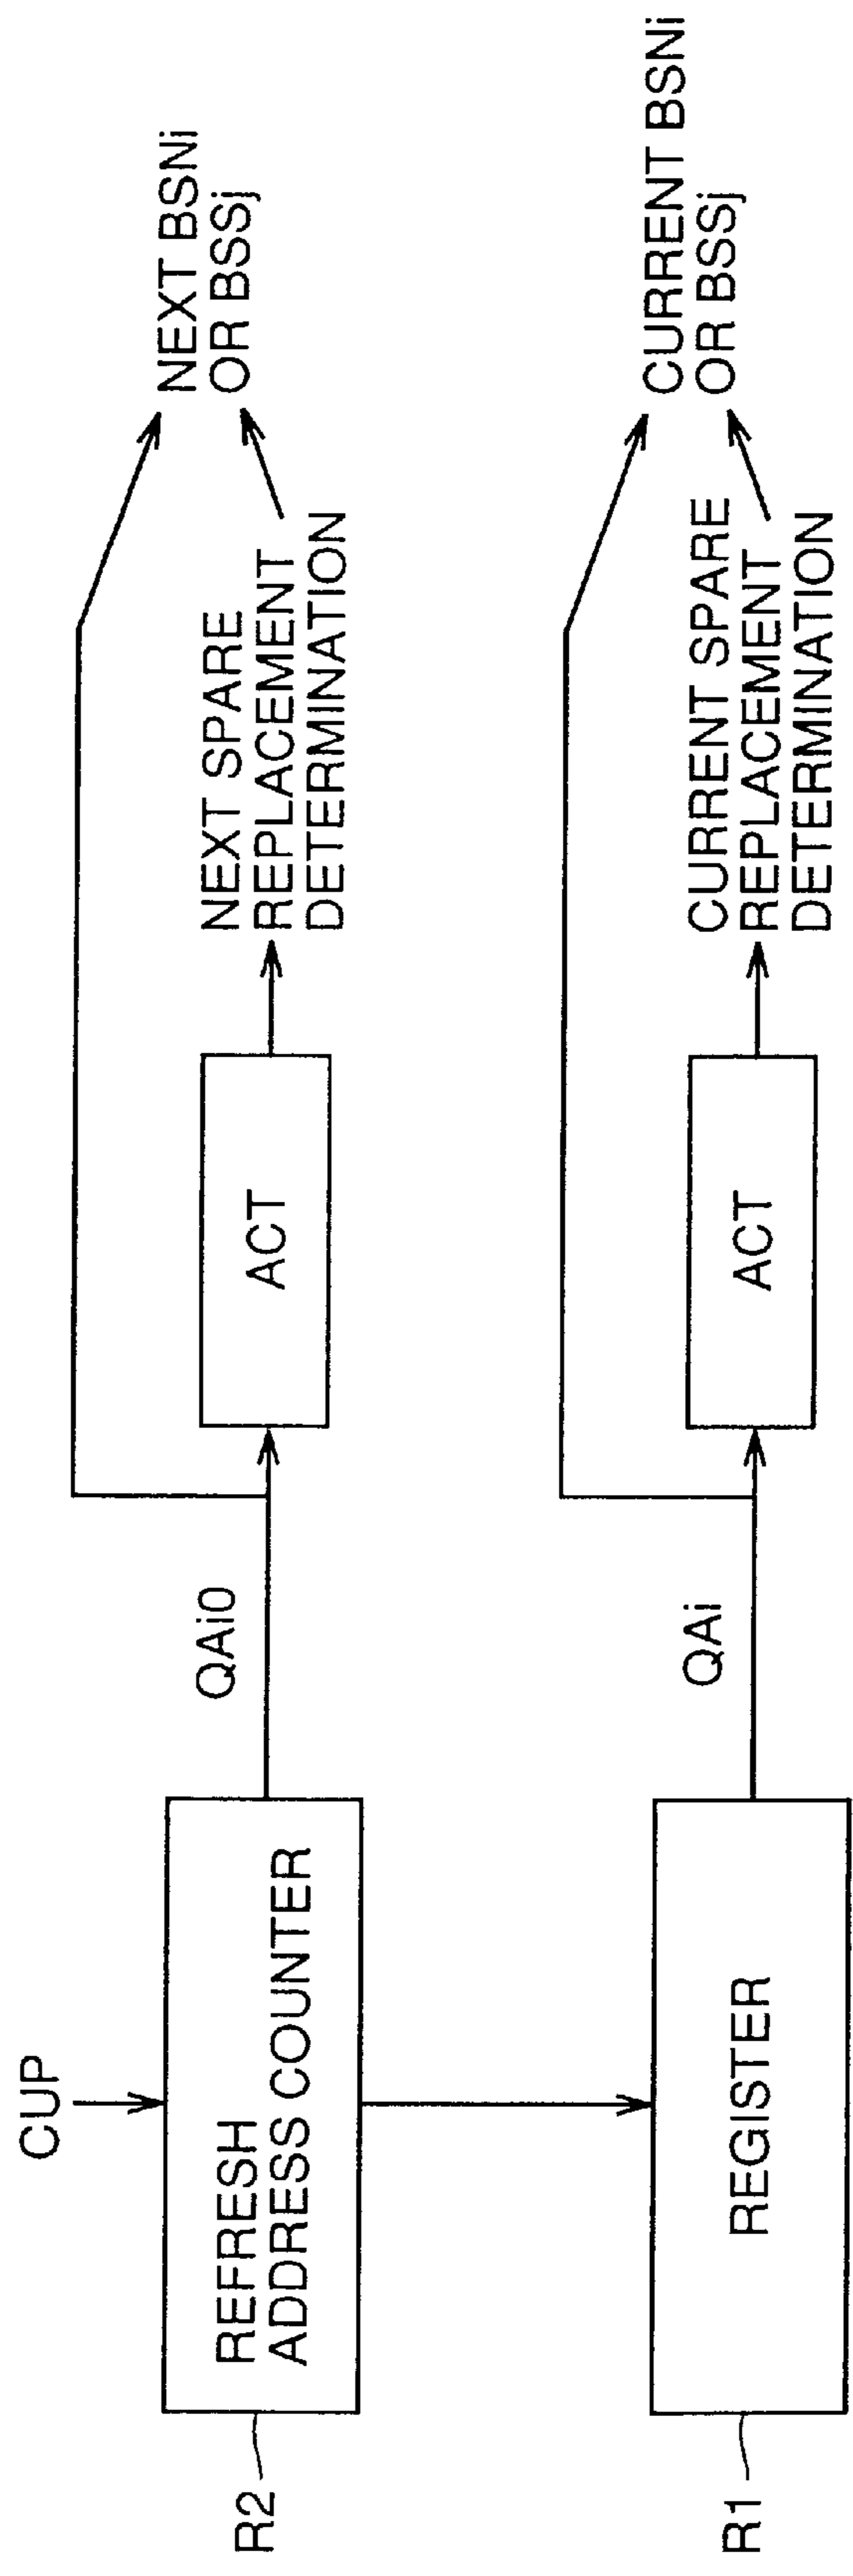 CUP
R2
REFRESH
ADDRESS COUNTER
QAi0
ACT
NEXT SPARE
REPLACEMENT
DETERMINATION
NEXT BSNi
OR BSSj
R1
REGISTER
QAi
ACT
CURRENT SPARE
REPLACEMENT
DETERMINATION
CURRENT BSNi
OR BSSj